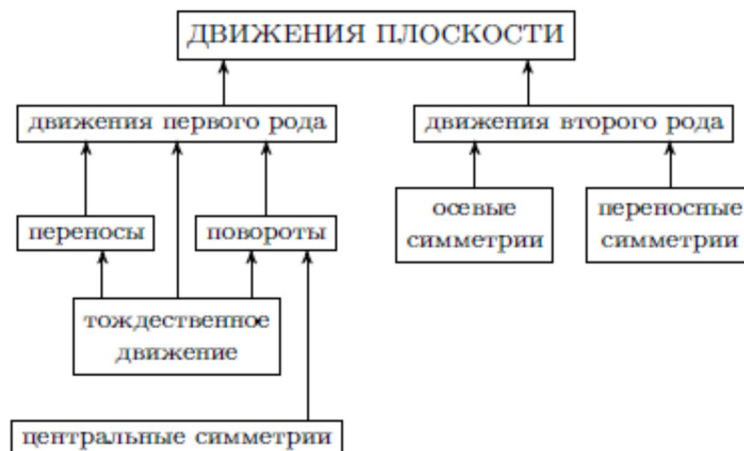 ДВИЖЕНИЯ ПЛОСКОСТИ
движения первого рода
движения второго рода
переносы
повороты
осевые
симметрии
переносные
симметрии
тождественное
движение
центральные симметрии